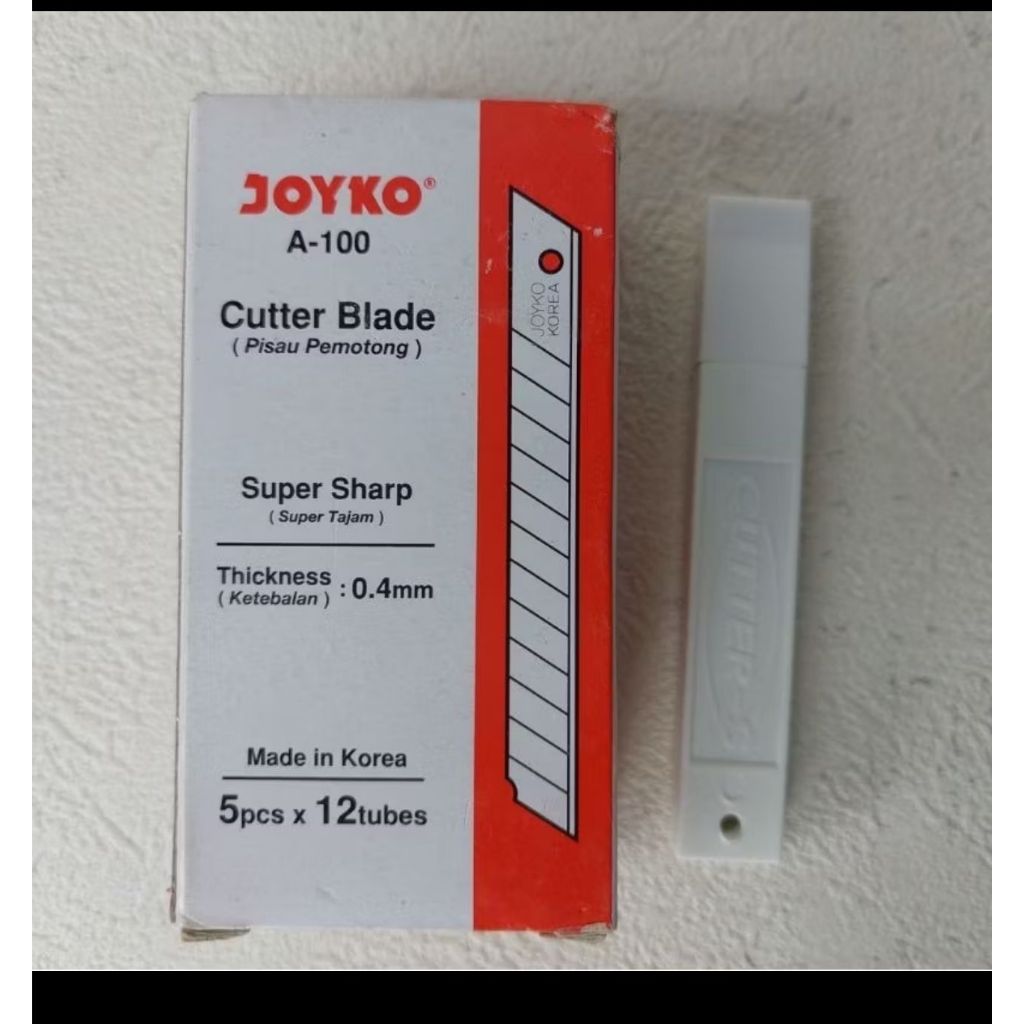 JOYKO®
A-100
Cutter Blade
( Pisau Pemotong )
Super Sharp
( Super Tajam )
Thickness : 0.4mm
( Ketebalan )
Made in Korea
5pcs x 12tubes
JOYKO
KOREA